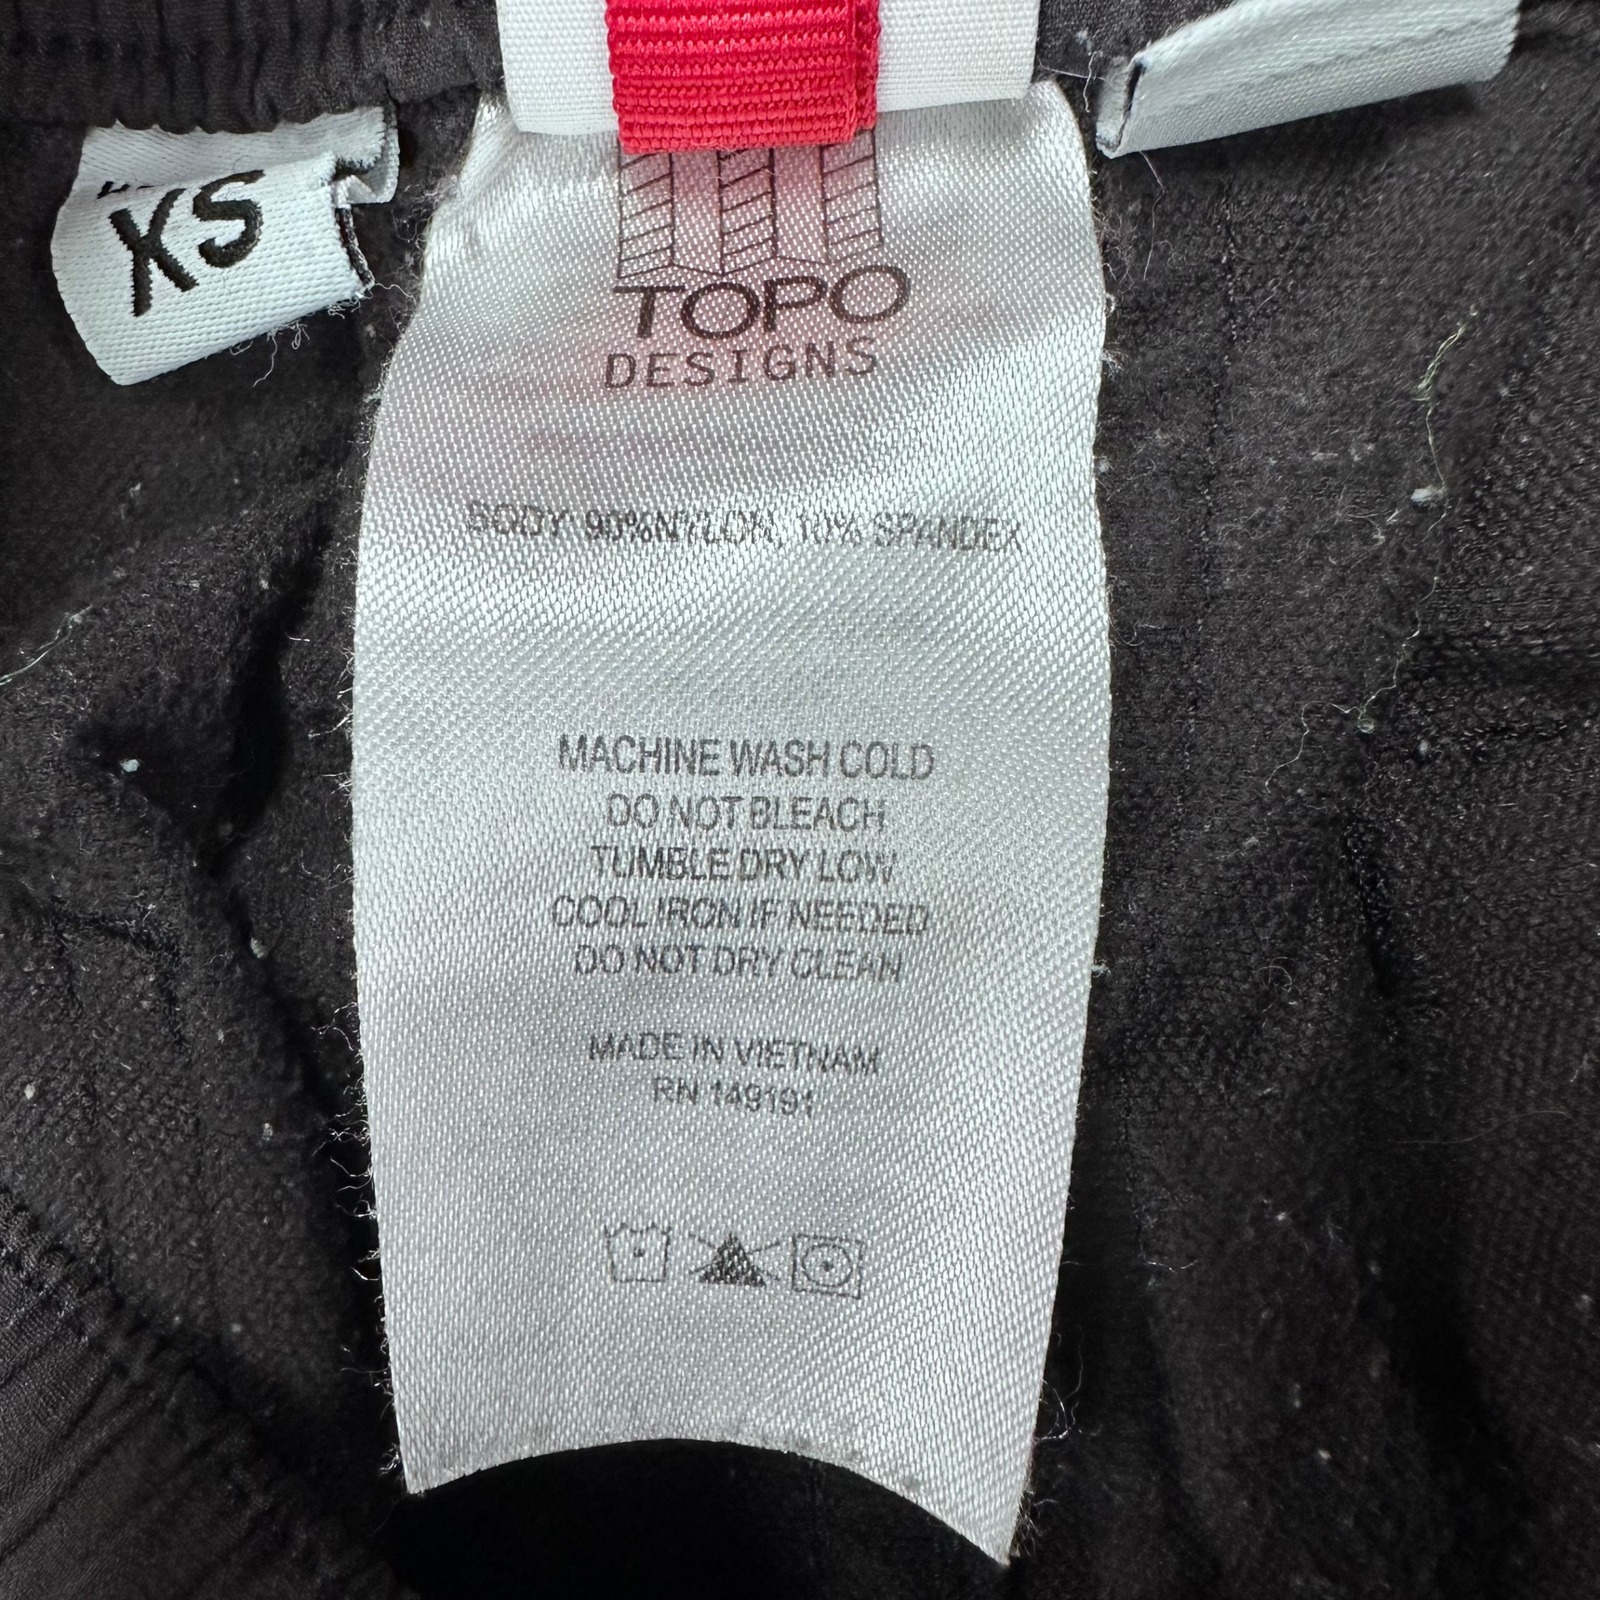 XS
TOPO
DESIGNS
BODY: 90%NYLON, 10% SPANDEX
MACHINE WASH COLD
DO NOT BLEACH
TUMBLE DRY LOW
COOL IRON IF NEEDED
DO NOT DRY CLEAN
MADE IN VIETNAM
RN 149191